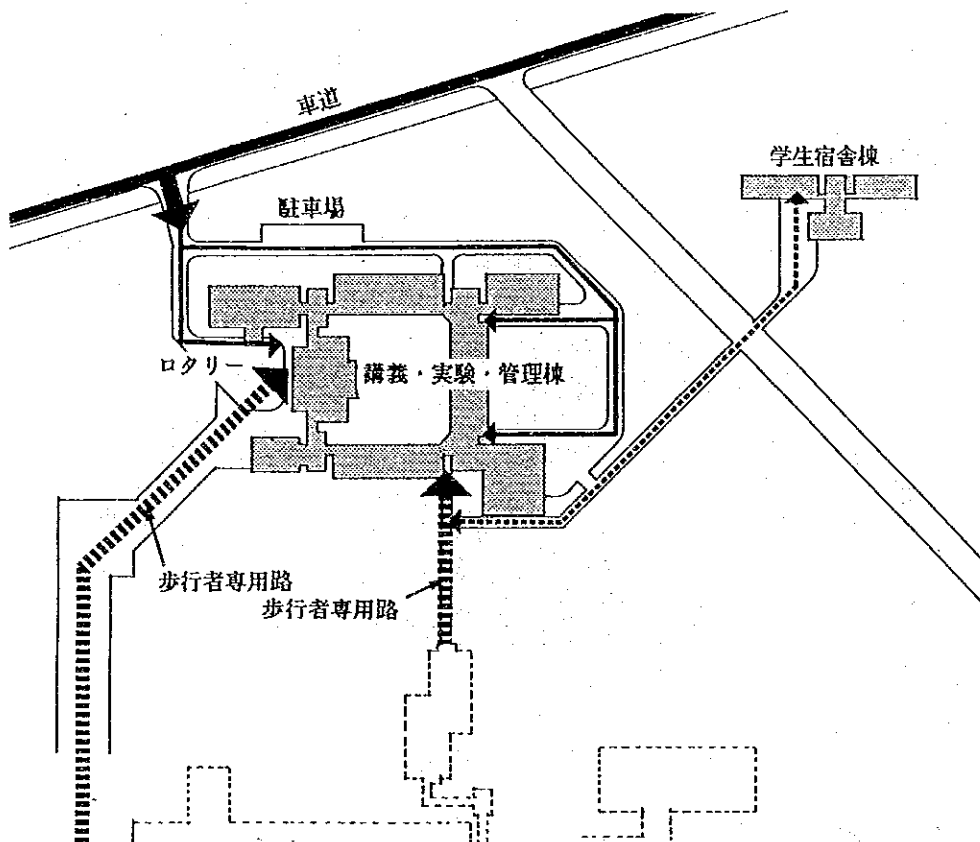 車道
学生宿舎棟
駐車場
ロタリー
講義・実験・管理棟
歩行者専用路
歩行者専用路